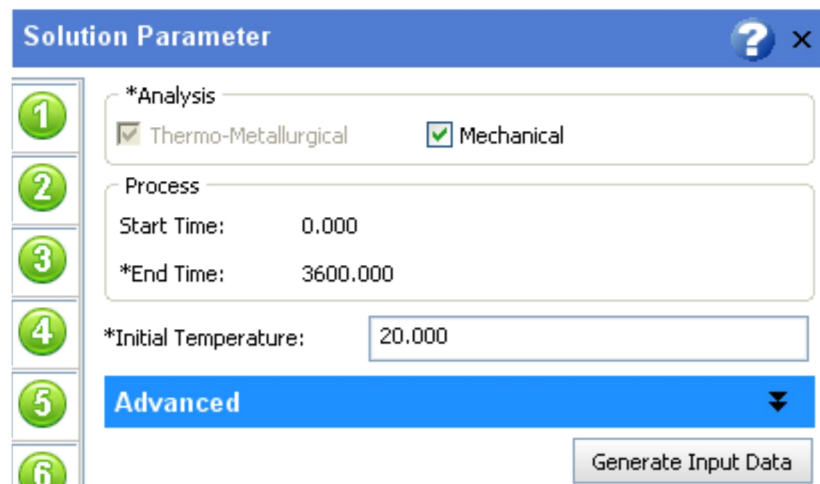 Solution Parameter ? ×
1
*Analysis
Thermo-Metallurgical Mechanical
2
Process
Start Time: 0.000
3
*End Time: 3600.000
4
*Initial Temperature: 20.000
5
Advanced
6
Generate Input Data